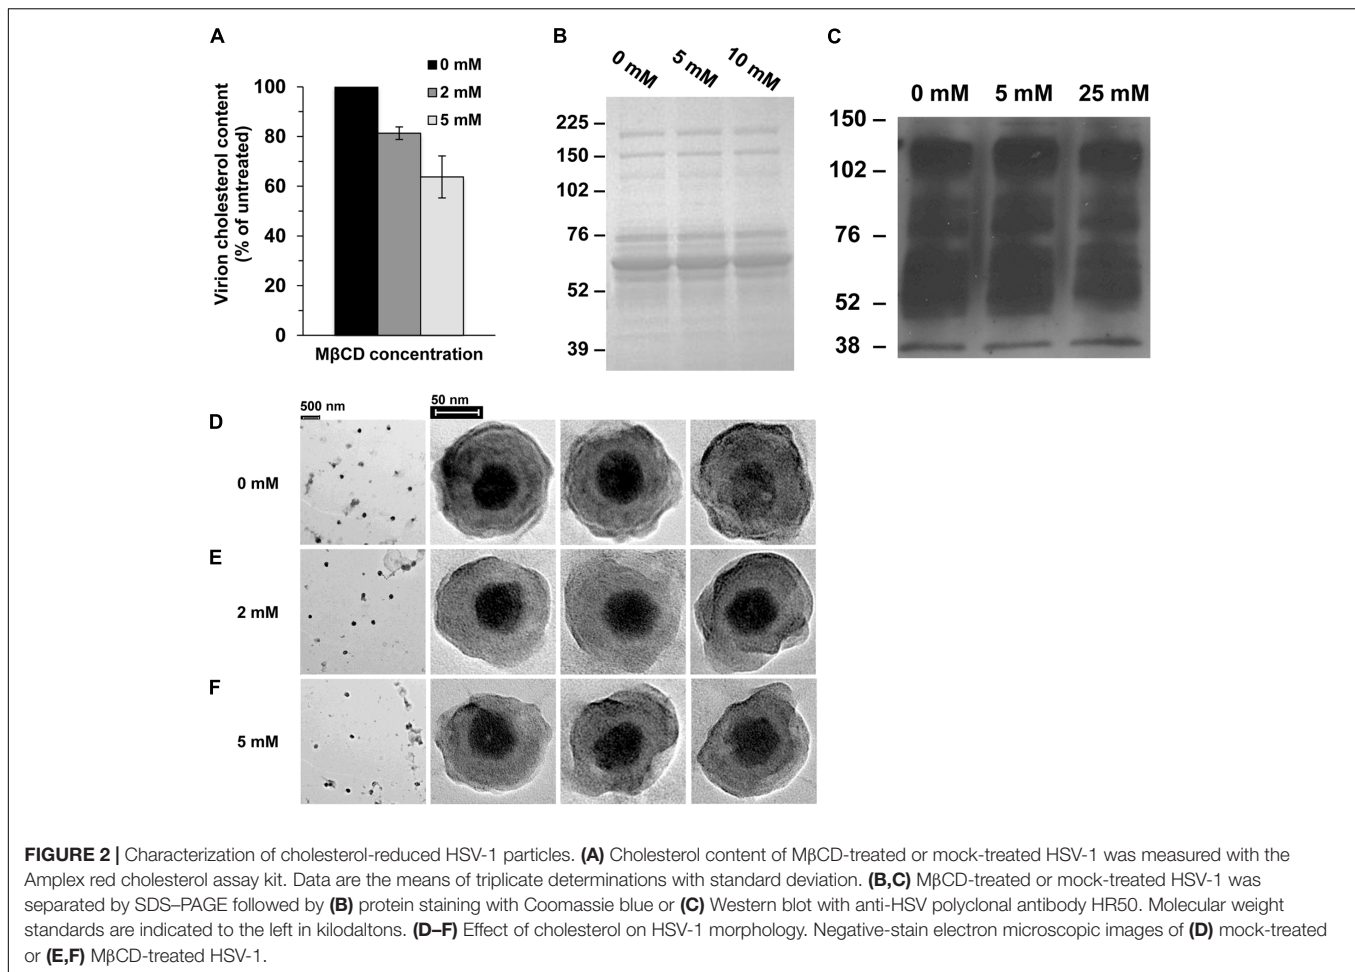 A
Virion cholesterol content
(% of untreated)
100
80
60
40
20
0
0 mM
2 mM
5 mM
MβCD concentration
B
0 mM 5 mM 10 mM
225
150
102
76
52
39
C
0 mM 5 mM 25 mM
150
102
76
52
38
500 nm 50 nm
D
0 mM
E
2 mM
F
5 mM
FIGURE 2 | Characterization of cholesterol-reduced HSV-1 particles. (A) Cholesterol content of MβCD-treated or mock-treated HSV-1 was measured with the
Amplex red cholesterol assay kit. Data are the means of triplicate determinations with standard deviation. (B,C) MβCD-treated or mock-treated HSV-1 was
separated by SDS–PAGE followed by (B) protein staining with Coomassie blue or (C) Western blot with anti-HSV polyclonal antibody HR50. Molecular weight
standards are indicated to the left in kilodaltons. (D–F) Effect of cholesterol on HSV-1 morphology. Negative-stain electron microscopic images of (D) mock-treated
or (E,F) MβCD-treated HSV-1.